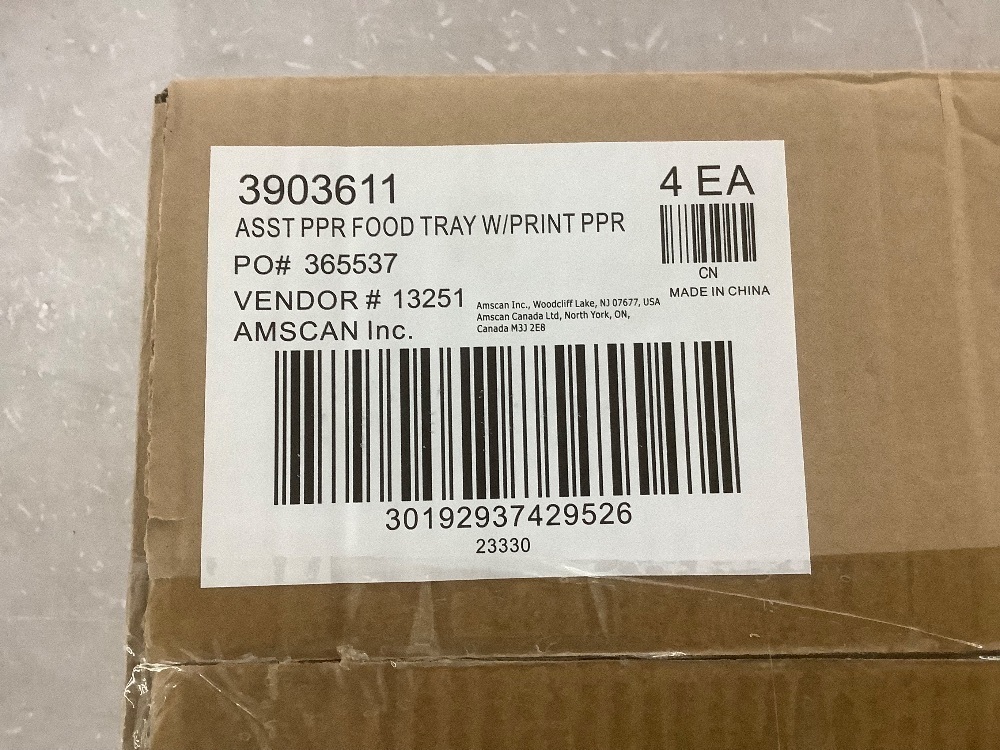 3903611
4 EA
ASST PPR FOOD TRAY W/PRINT PPR
CN
PO# 365537
MADE IN CHINA
VENDOR # 13251
AMSCAN Inc.
Amscan Inc., Woodcliff Lake, NJ 07677, USA
Amscan Canada Ltd, North York, ON,
Canada M3J 2E8
30192937429526
23330